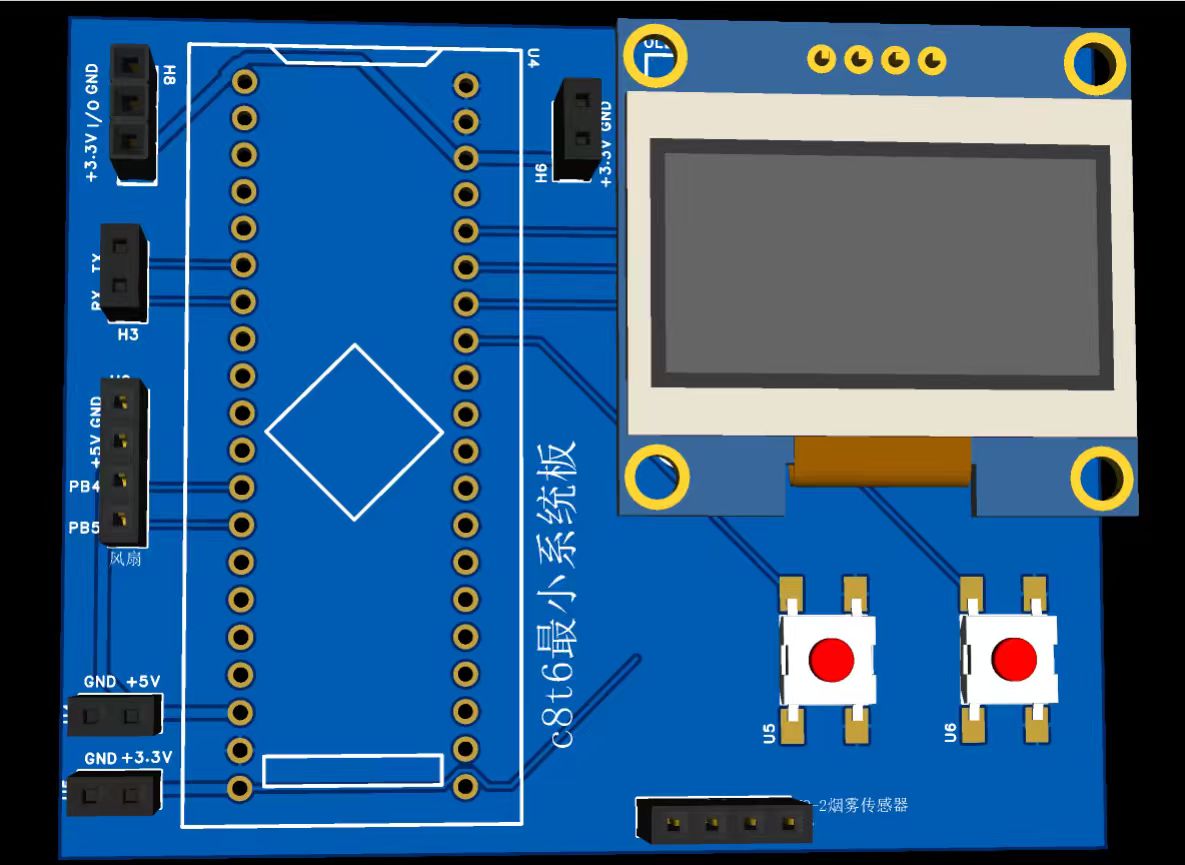 H8
+3.3V I/O GND
U4
H6
+3.3V GND
TX
RX
H3
+5V GND
PB4
PB5
风扇
c8t6最小系统板
GND +5V
GND +3.3V
U5
U6
-2烟雾传感器